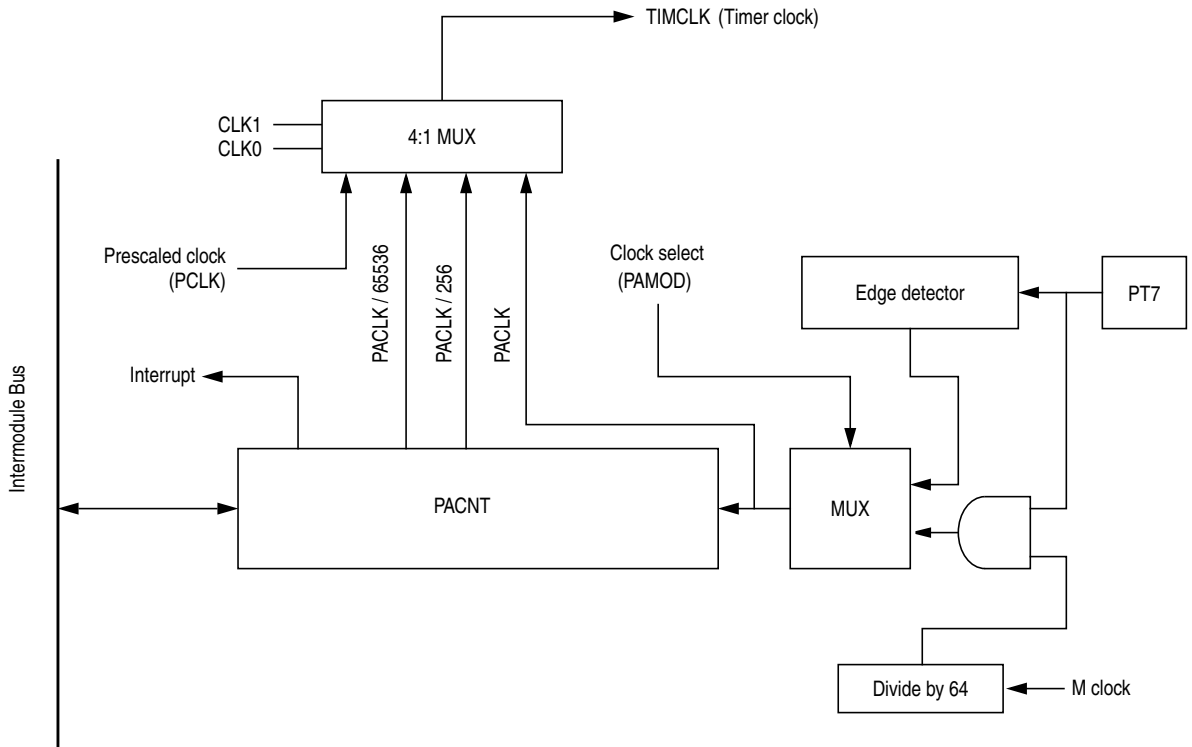 TIMCLK (Timer clock)
CLK1
CLK0
4:1 MUX
Prescaled clock
(PCLK)
PACLK / 65536
PACLK / 256
PACLK
Clock select
(PAMOD)
Edge detector
PT7
Interrupt
Intermodule Bus
PACNT
MUX
Divide by 64
M clock